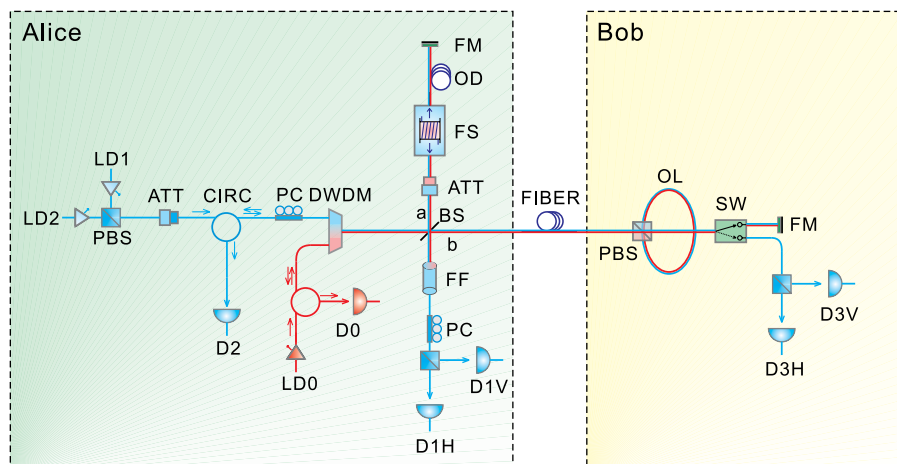 Alice
Bob
FM
OD
FS
LD1
ATT
CIRC
PC
DWDM
ATT
FIBER
OL
SW
LD2
PBS
a
BS
b
PBS
FM
FF
D2
D0
PC
LD0
D1V
D1H
D3V
D3H